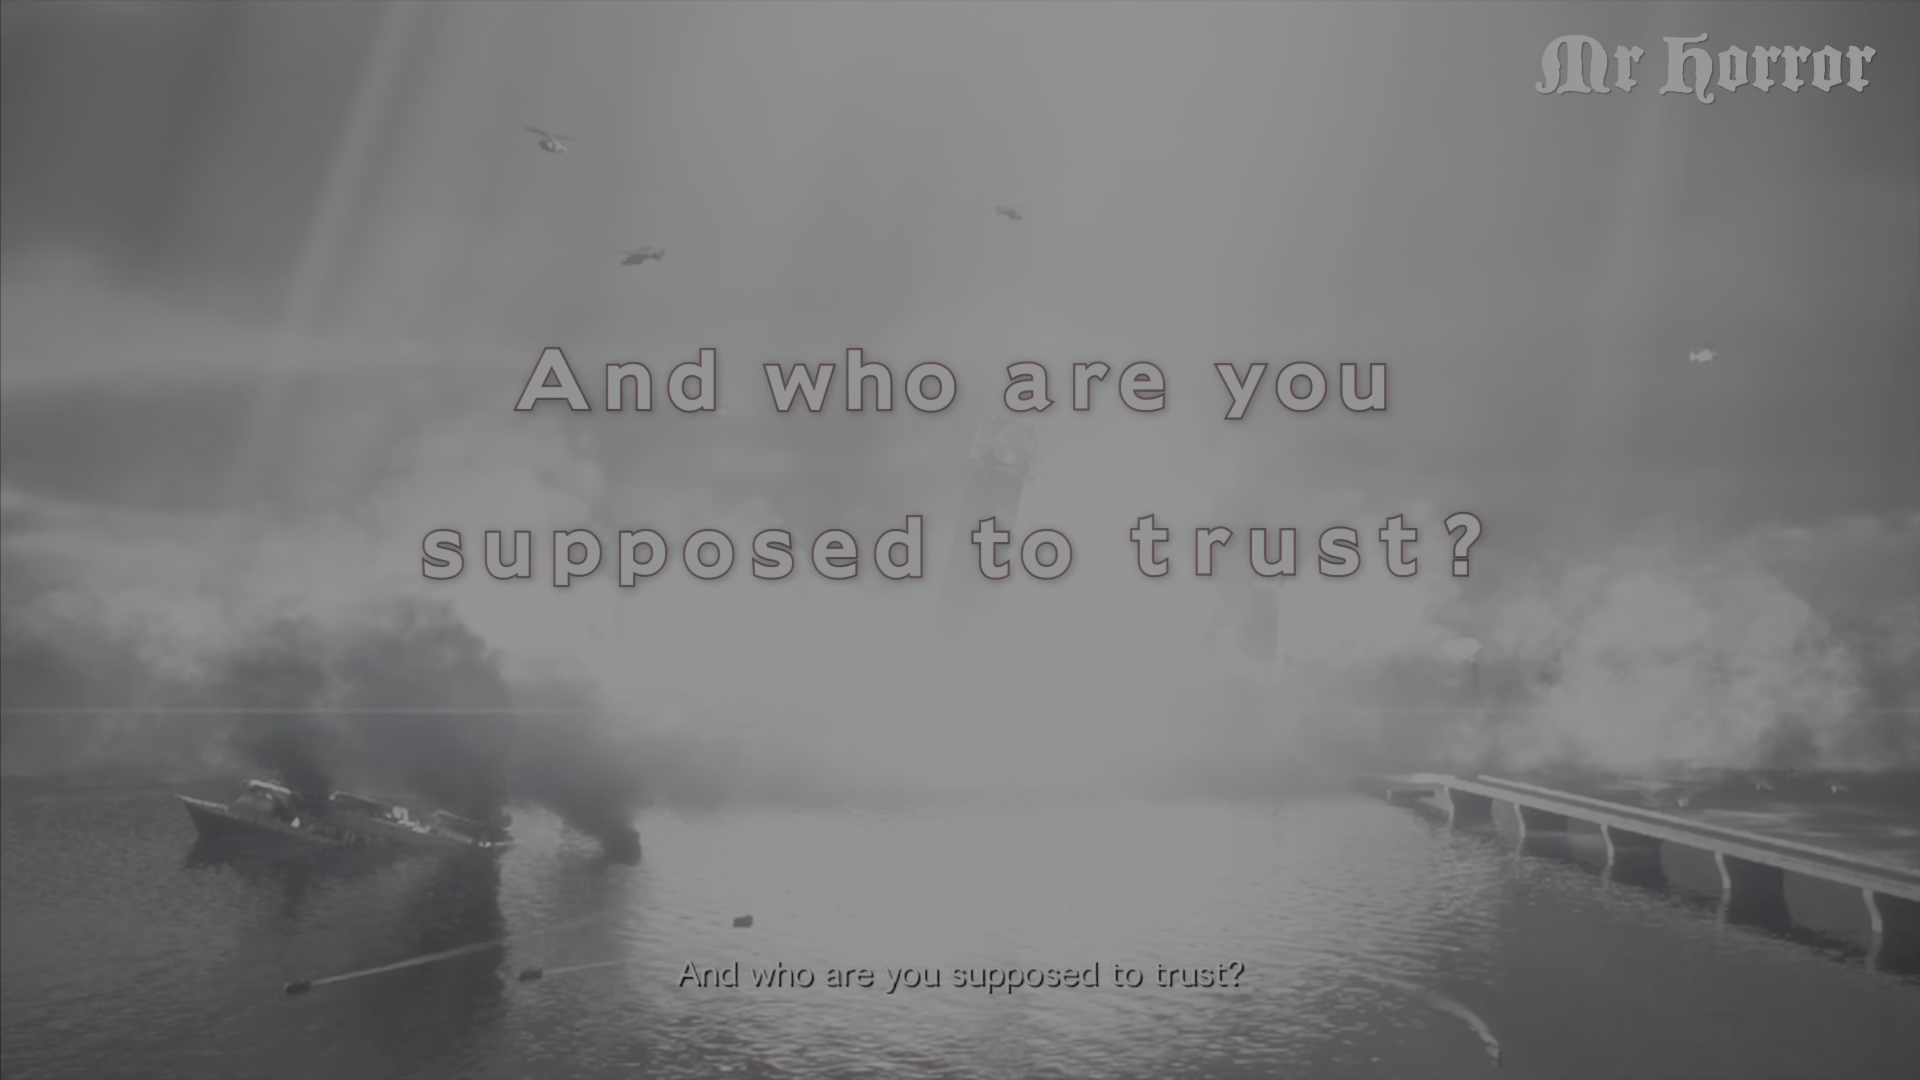 Mr Horror
And who are you
supposed to trust?
And who are you supposed to trust?